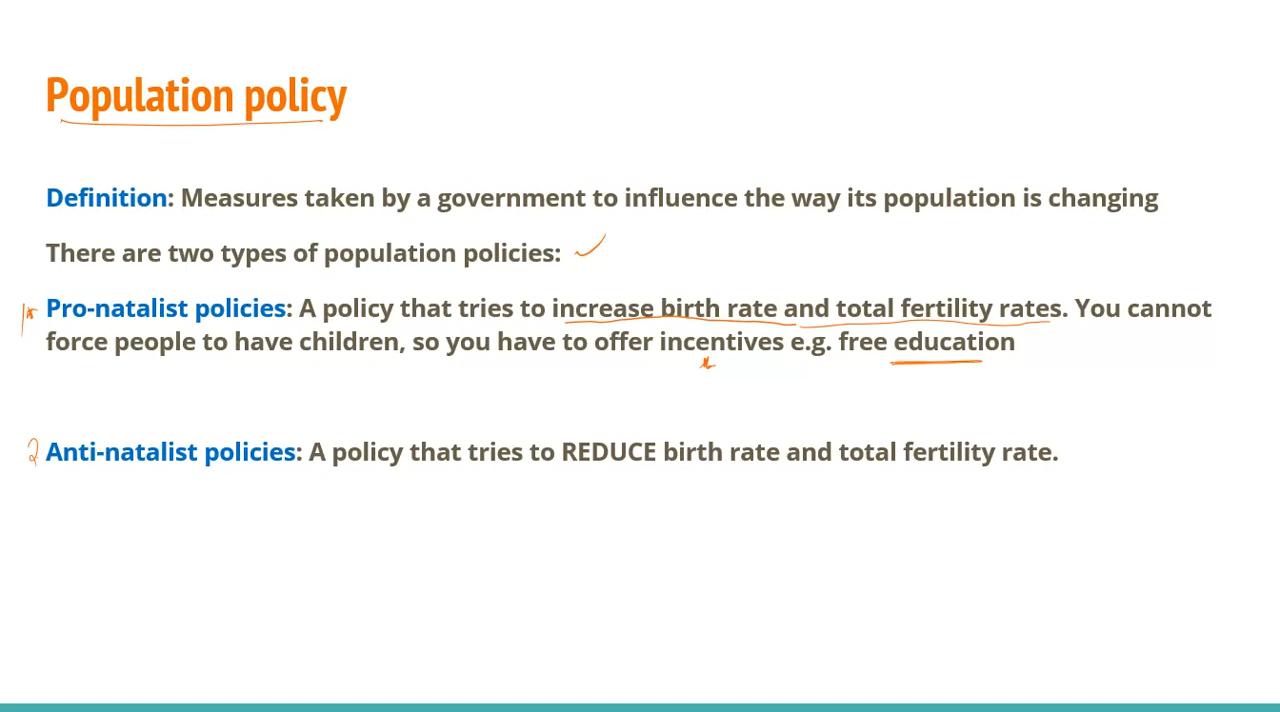 Population policy
Definition: Measures taken by a government to influence the way its population is changing
There are two types of population policies:
Pro-natalist policies: A policy that tries to increase birth rate and total fertility rates. You cannot
force people to have children, so you have to offer incentives e.g. free education
2 Anti-natalist policies: A policy that tries to REDUCE birth rate and total fertility rate.